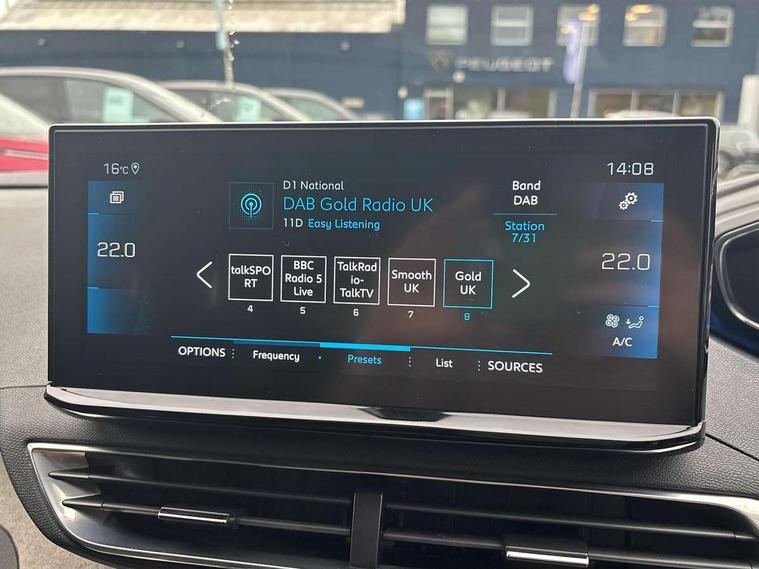 PEUGEOT
16°C
14:08
D1 National
DAB Gold Radio UK
11D Easy Listening
Band
DAB
Station
7/31
22.0
22.0
talkSPO
RT
BBC
Radio 5
Live
TalkRad
io-
TalkTV
Smooth
UK
Gold
UK
4
5
6
7
8
A/C
OPTIONS
Frequency
Presets
List
SOURCES